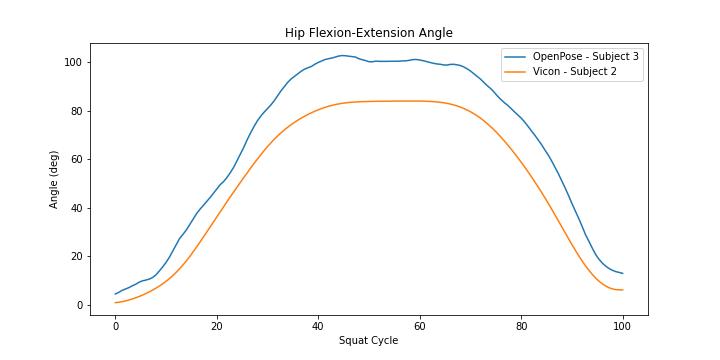 Hip Flexion-Extension Angle
OpenPose - Subject 3
Vicon - Subject 2
Angle (deg)
100
80
60
40
20
0
0 20 40 60 80 100
Squat Cycle